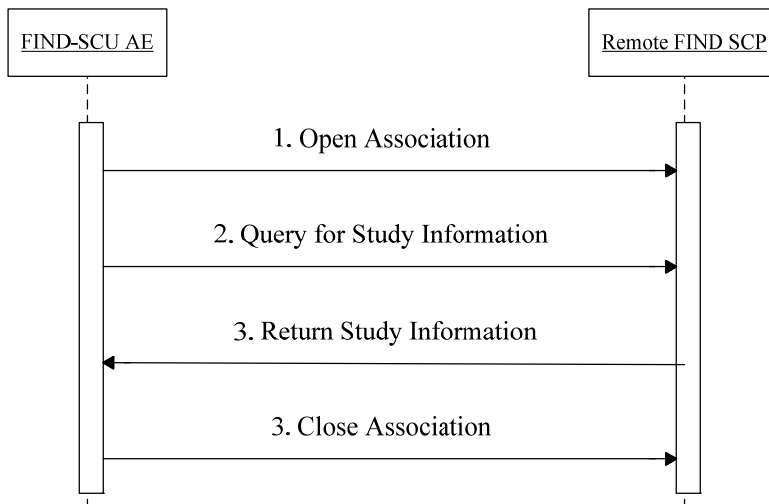 FIND-SCU AE
Remote FIND SCP
1. Open Association
2. Query for Study Information
3. Return Study Information
3. Close Association